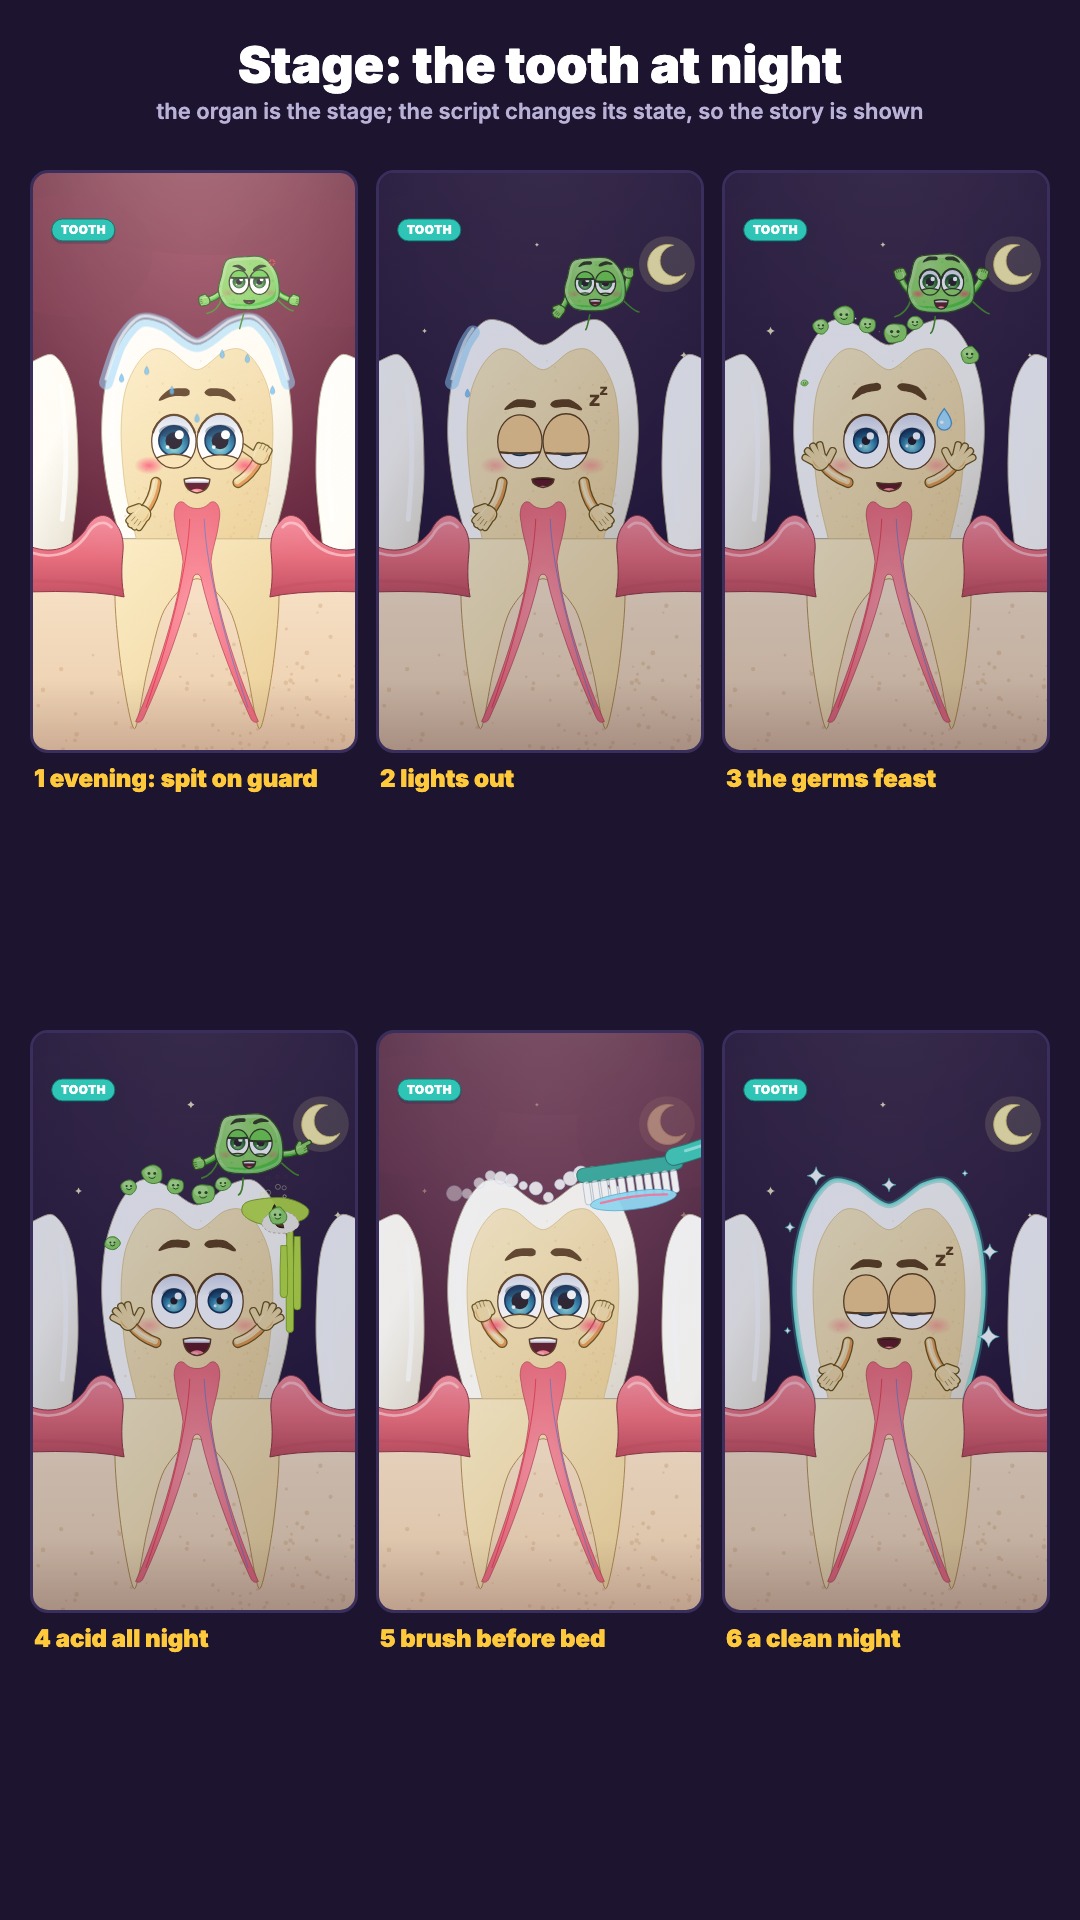 Stage: the tooth at night
the organ is the stage; the script changes its state, so the story is shown
TOOTH
TOOTH
TOOTH
zz
1 evening: spit on guard
2 lights out
3 the germs feast
TOOTH
TOOTH
TOOTH
zz
4 acid all night
5 brush before bed
6 a clean night